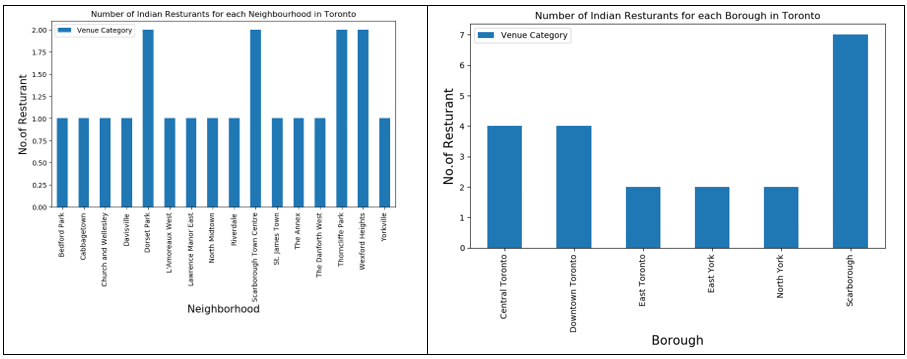 Number of Indian Resturants for each Neighbourhood in Toronto
Venue Category
No.of Resturant
2.00
1.75
1.50
1.25
1.00
0.75
0.50
0.25
0.00
Bedford Park
Cabbagetown
Church and Wellesley
Davisville
Dorset Park
L'Amoreaux West
Lawrence Manor East
North Midtown
Riverdale
Scarborough Town Centre
St. James Town
The Annex
The Danforth West
Thorncliffe Park
Wexford Heights
Yorkville
Neighborhood
Number of Indian Resturants for each Borough in Toronto
Venue Category
No.of Resturant
7
6
5
4
3
2
1
0
Central Toronto
Downtown Toronto
East Toronto
East York
North York
Scarborough
Borough